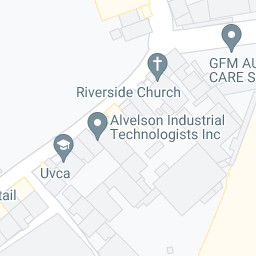 GFM AU
CARE S
Riverside Church
Alvelson Industrial
Technologists Inc
Uvca
tail